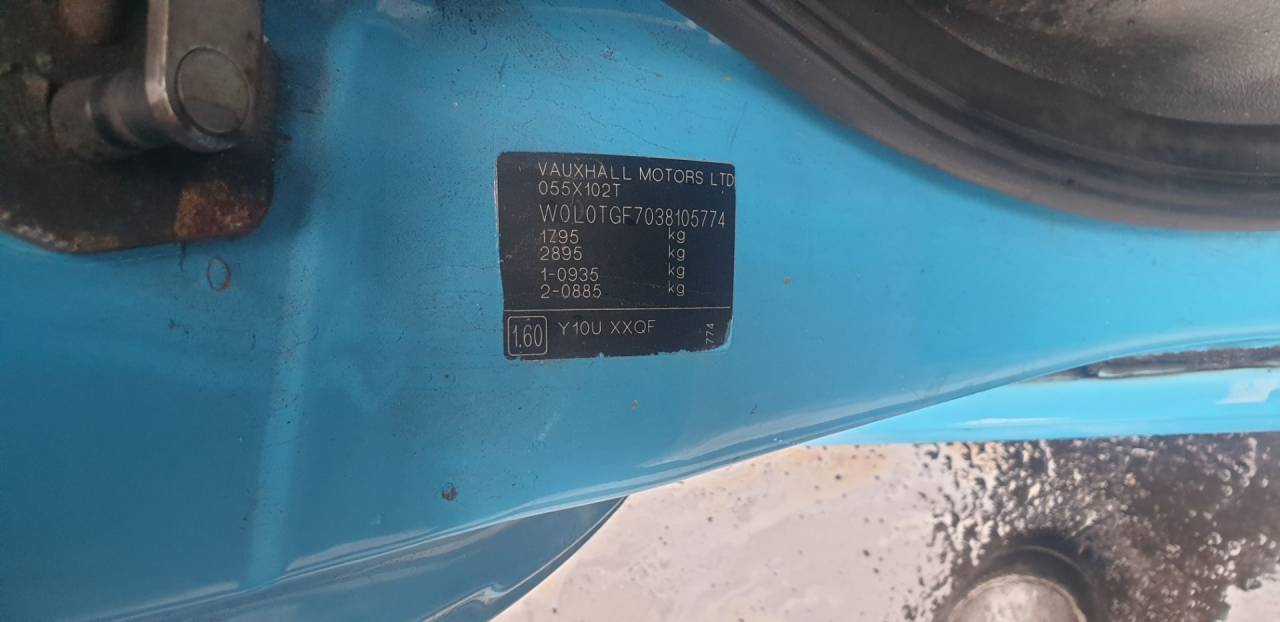 VAUXHALL MOTORS LTD
055X102T
W0L0TGF7038105774
1795 kg
2895 kg
1-0935 kg
2-0885 kg
1.60 Y10U XXQF
774